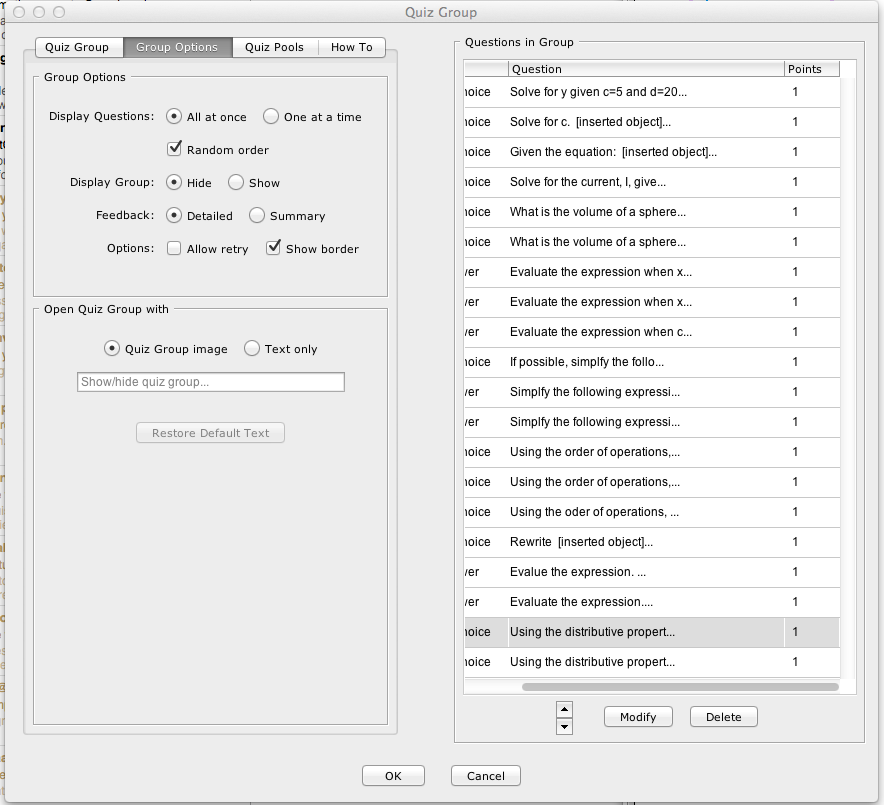 Quiz Group
Quiz Group Group Options Quiz Pools How To
Group Options
Display Questions: All at once One at a time
Random order
Display Group: Hide Show
Feedback: Detailed Summary
Options: Allow retry Show border
Open Quiz Group with
Quiz Group image Text only
Show/hide quiz group...
Restore Default Text
Questions in Group
Question Points
hoice Solve for y given c=5 and d=20... 1
hoice Solve for c. [inserted object]... 1
hoice Given the equation: [inserted object]... 1
hoice Solve for the current, I, give... 1
hoice What is the volume of a sphere... 1
hoice What is the volume of a sphere... 1
wer Evaluate the expression when x... 1
wer Evaluate the expression when x... 1
wer Evaluate the expression when c... 1
hoice If possible, simplfy the follo... 1
wer Simplfy the following expressi... 1
wer Simplfy the following expressi... 1
hoice Using the order of operations,... 1
hoice Using the order of operations,... 1
hoice Using the oder of operations, ... 1
hoice Rewrite [inserted object]... 1
wer Evalue the expression. ... 1
wer Evaluate the expression.... 1
hoice Using the distributive propert... 1
hoice Using the distributive propert... 1
Modify Delete
OK Cancel